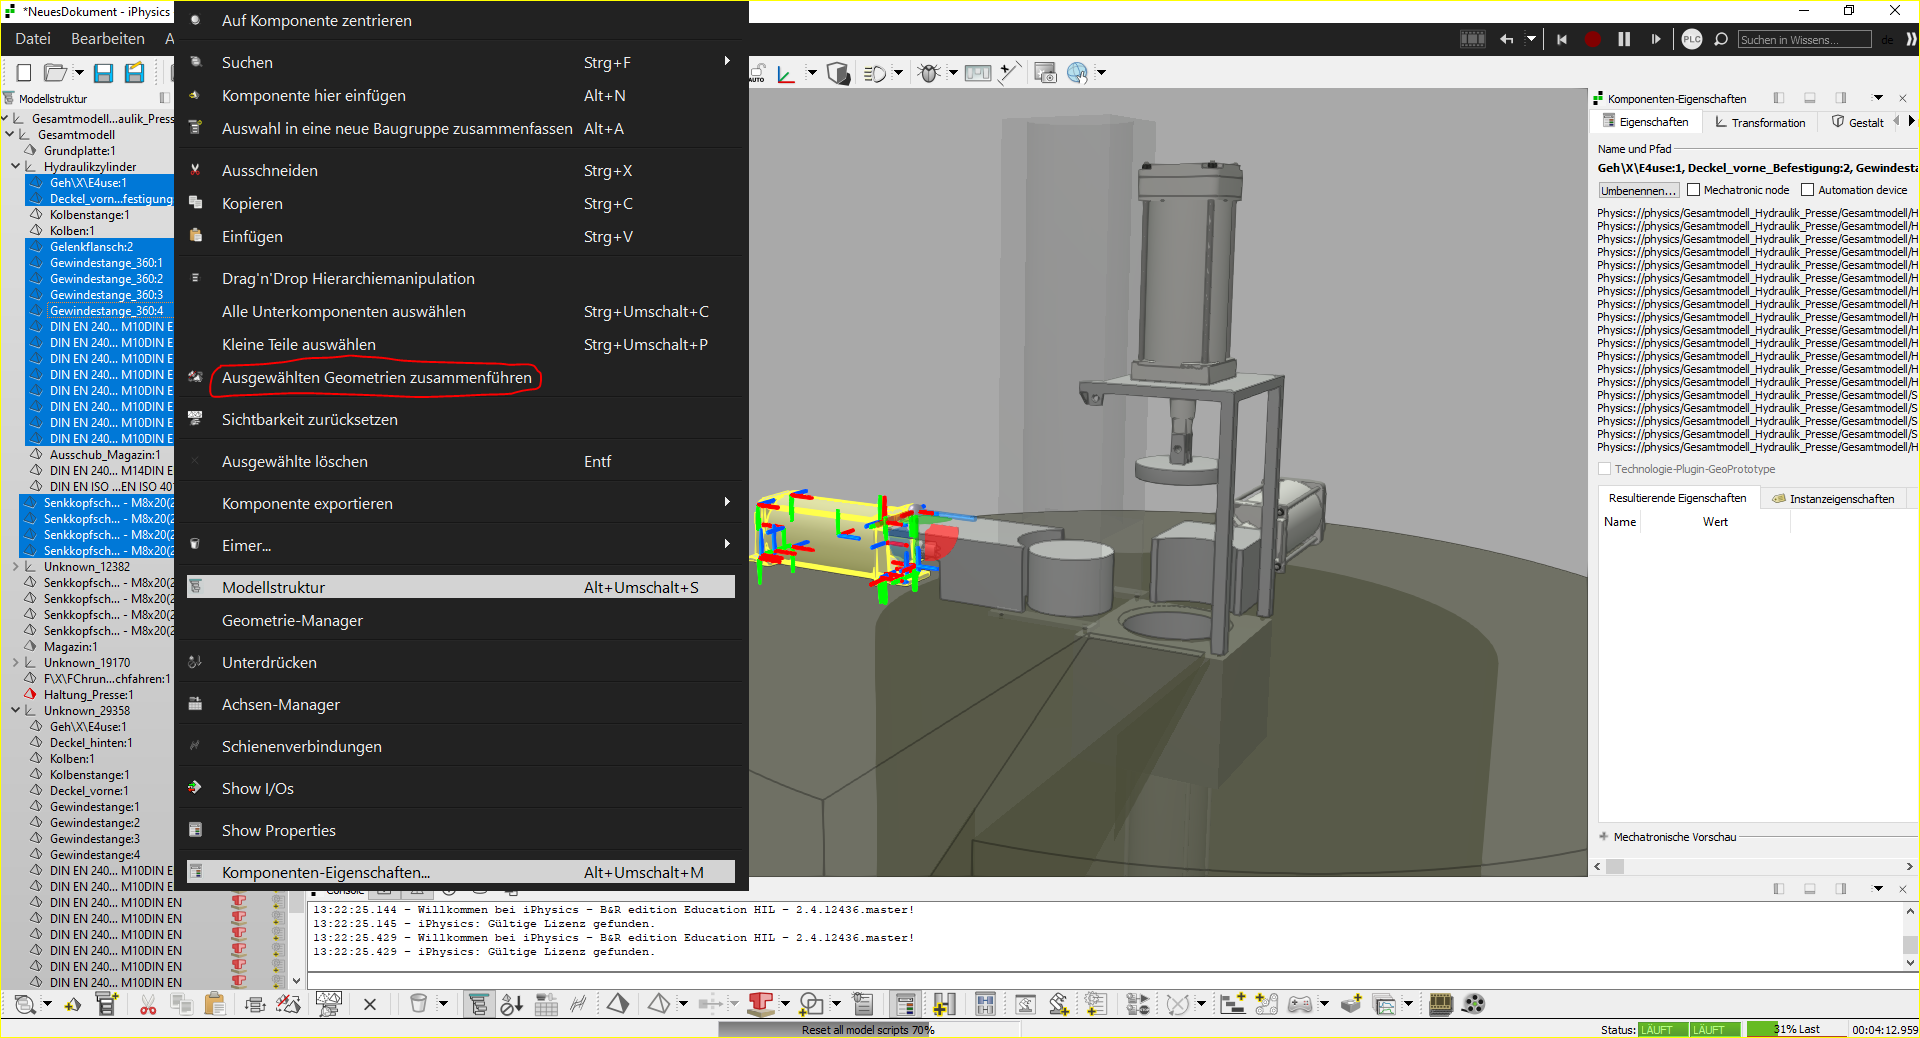 *NeuesDokument - iPhysics
Datei Bearbeiten A
Suchen in Wissens... de
PLC
AUTO
Modellstruktur
Gesamtmodell...aulik_Press
Gesamtmodell
Grundplatte:1
Hydraulikzylinder
Geh\X\E4use:1
Deckel_vorn...festigung
Kolbenstange:1
Kolben:1
Gelenkflansch:2
Gewindestange_360:1
Gewindestange_360:2
Gewindestange_360:3
Gewindestange_360:4
DIN EN 240... M10DIN E
DIN EN 240... M10DIN E
DIN EN 240... M10DIN E
DIN EN 240... M10DIN E
DIN EN 240... M10DIN E
DIN EN 240... M10DIN E
DIN EN 240... M10DIN E
DIN EN 240... M10DIN E
Ausschub_Magazin:1
DIN EN 240... M14DIN E
DIN EN ISO ...EN ISO 401
Senkkopfsch... - M8x20(2
Senkkopfsch... - M8x20(2
Senkkopfsch... - M8x20(2
Senkkopfsch... - M8x20(2
Unknown_12382
Senkkopfsch... - M8x20(2
Senkkopfsch... - M8x20(2
Senkkopfsch... - M8x20(2
Senkkopfsch... - M8x20(2
Magazin:1
Unknown_19170
F\X\FChrun...chfahren:1
Haltung_Presse:1
Unknown_29358
Geh\X\E4use:1
Deckel_hinten:1
Kolben:1
Kolbenstange:1
Deckel_vorne:1
Gewindestange:1
Gewindestange:2
Gewindestange:3
Gewindestange:4
DIN EN 240... M10DIN E
DIN EN 240... M10DIN E
DIN EN 240... M10DIN EN
DIN EN 240... M10DIN EN
DIN EN 240... M10DIN EN
DIN EN 240... M10DIN EN
DIN EN 240... M10DIN EN
DIN EN 240... M10DIN EN
Auf Komponente zentrieren
Suchen Strg+F
Komponente hier einfügen Alt+N
Auswahl in eine neue Baugruppe zusammenfassen Alt+A
Ausschneiden Strg+X
Kopieren Strg+C
Einfügen Strg+V
Drag'n'Drop Hierarchiemanipulation
Alle Unterkomponenten auswählen Strg+Umschalt+C
Kleine Teile auswählen Strg+Umschalt+P
Ausgewählten Geometrien zusammenführen
Sichtbarkeit zurücksetzen
Ausgewählte löschen Entf
Komponente exportieren
Eimer...
Modellstruktur Alt+Umschalt+S
Geometrie-Manager
Unterdrücken
Achsen-Manager
Schienenverbindungen
Show I/Os
Show Properties
Komponenten-Eigenschaften... Alt+Umschalt+M
Komponenten-Eigenschaften
Eigenschaften Transformation Gestalt
Name und Pfad
Geh\X\E4use:1, Deckel_vorne_Befestigung:2, Gewindesta
Umbenennen... Mechatronic node Automation device
Physics://physics/Gesamtmodell_Hydraulik_Presse/Gesamtmodell/H
Physics://physics/Gesamtmodell_Hydraulik_Presse/Gesamtmodell/H
Physics://physics/Gesamtmodell_Hydraulik_Presse/Gesamtmodell/H
Physics://physics/Gesamtmodell_Hydraulik_Presse/Gesamtmodell/H
Physics://physics/Gesamtmodell_Hydraulik_Presse/Gesamtmodell/H
Physics://physics/Gesamtmodell_Hydraulik_Presse/Gesamtmodell/H
Physics://physics/Gesamtmodell_Hydraulik_Presse/Gesamtmodell/H
Physics://physics/Gesamtmodell_Hydraulik_Presse/Gesamtmodell/H
Physics://physics/Gesamtmodell_Hydraulik_Presse/Gesamtmodell/H
Physics://physics/Gesamtmodell_Hydraulik_Presse/Gesamtmodell/H
Physics://physics/Gesamtmodell_Hydraulik_Presse/Gesamtmodell/H
Physics://physics/Gesamtmodell_Hydraulik_Presse/Gesamtmodell/H
Physics://physics/Gesamtmodell_Hydraulik_Presse/Gesamtmodell/H
Physics://physics/Gesamtmodell_Hydraulik_Presse/Gesamtmodell/H
Physics://physics/Gesamtmodell_Hydraulik_Presse/Gesamtmodell/S
Physics://physics/Gesamtmodell_Hydraulik_Presse/Gesamtmodell/S
Physics://physics/Gesamtmodell_Hydraulik_Presse/Gesamtmodell/S
Physics://physics/Gesamtmodell_Hydraulik_Presse/Gesamtmodell/S
Physics://physics/Gesamtmodell_Hydraulik_Presse/Gesamtmodell/H
Technologie-Plugin-GeoPrototype
Resultierende Eigenschaften Instanzeigenschaften
Name Wert
Mechatronische Vorschau
Console
13:22:25.144 - Willkommen bei iPhysics - B&R edition Education HIL - 2.4.12436.master!
13:22:25.145 - iPhysics: Gültige Lizenz gefunden.
13:22:25.429 - Willkommen bei iPhysics - B&R edition Education HIL - 2.4.12436.master!
13:22:25.429 - iPhysics: Gültige Lizenz gefunden.
Reset all model scripts 70%
Status: LÄUFT LÄUFT 31% Last 00:04:12.959